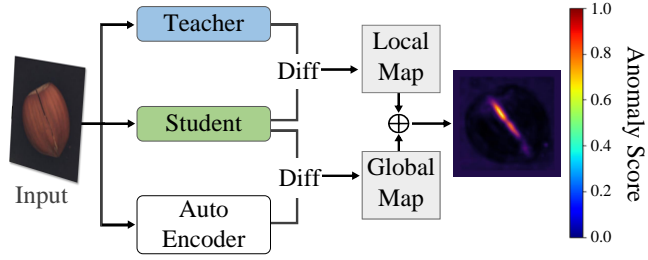 Teacher
Student
Auto
Encoder
Input
Diff
Diff
Local
Map
Global
Map
1.0
0.8
0.6
0.4
0.2
0.0
Anomaly Score